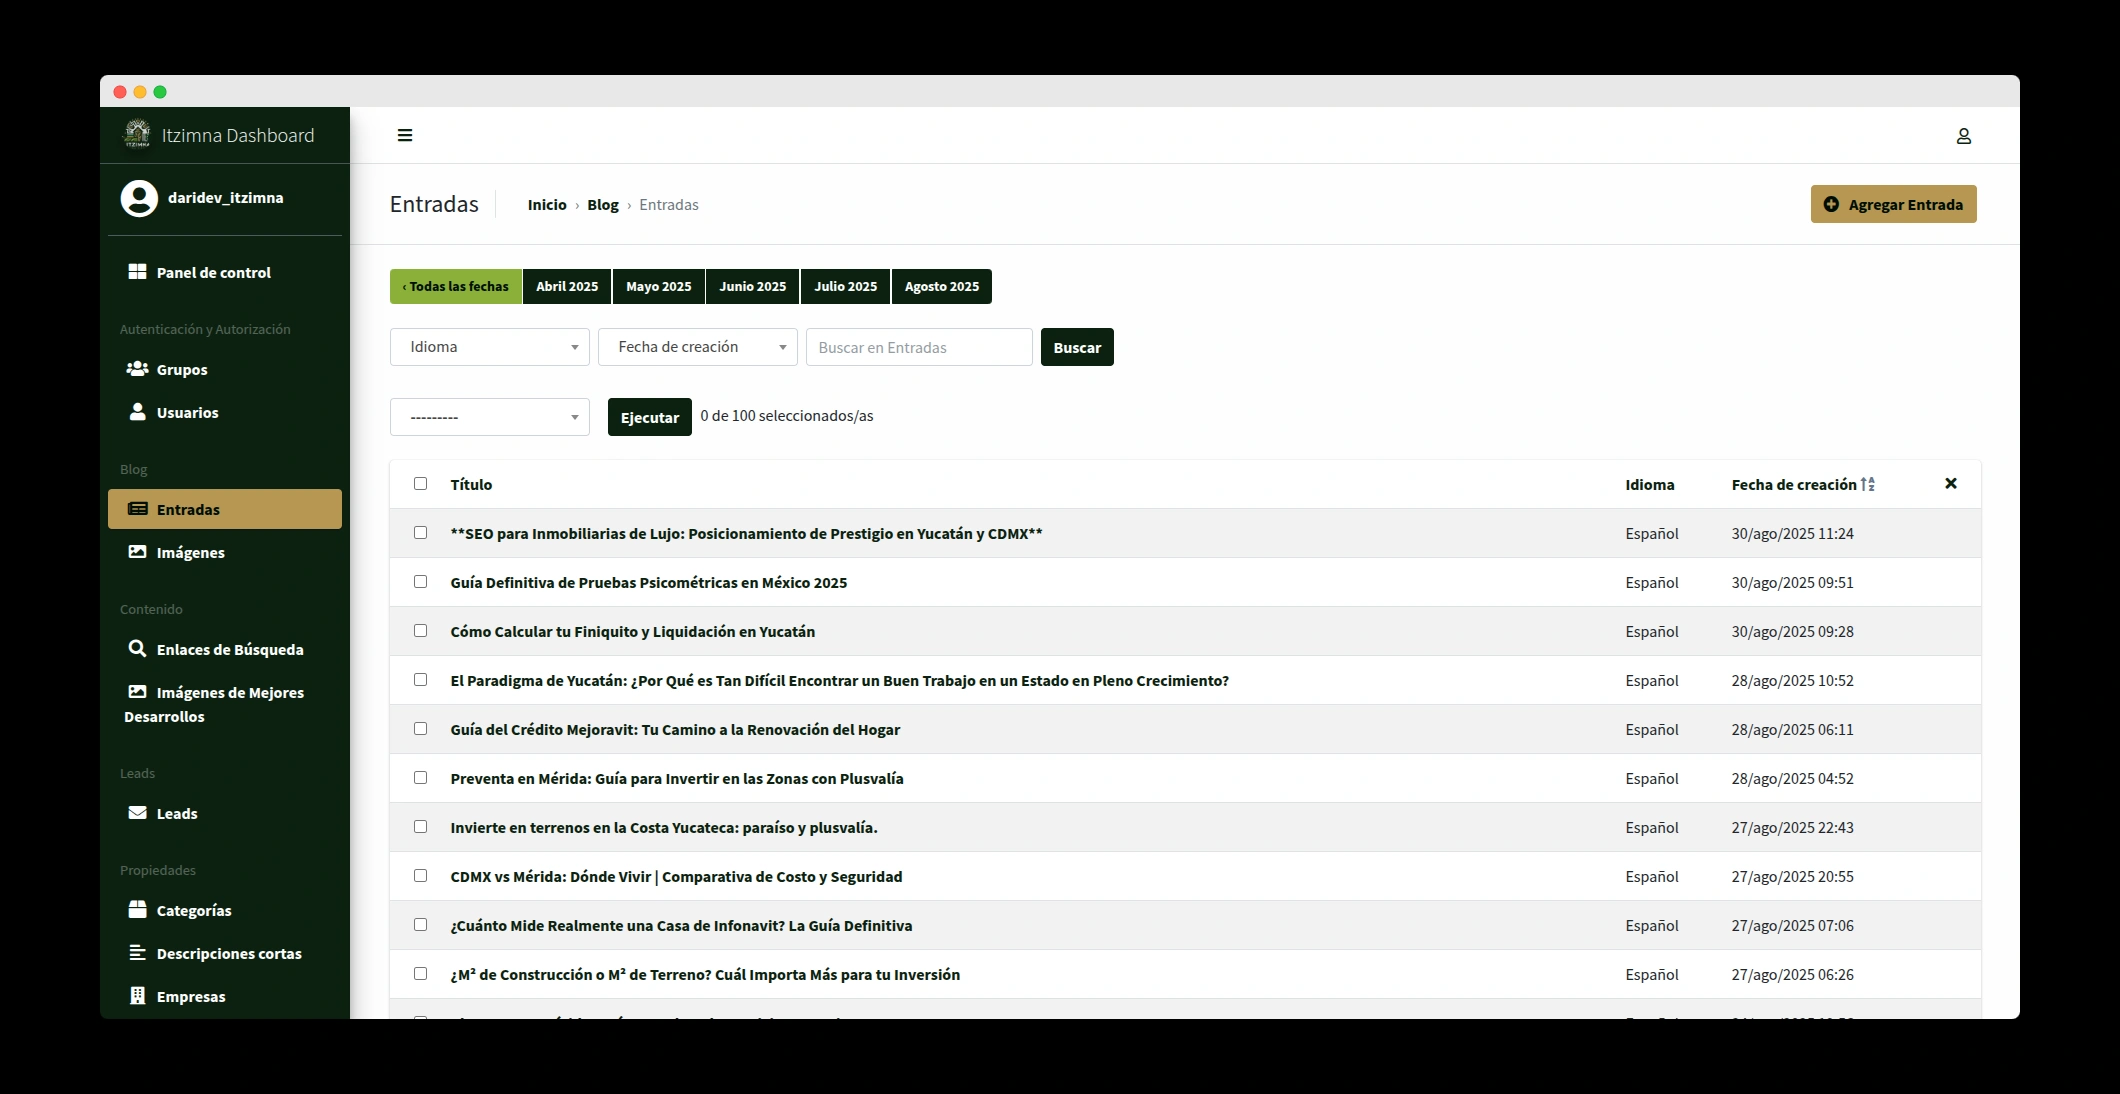 Itzimna Dashboard
daridev_itzimna
Panel de control
Autenticación y Autorización
Grupos
Usuarios
Blog
Entradas
Imágenes
Contenido
Enlaces de Búsqueda
Imágenes de Mejores
Desarrollos
Leads
Leads
Propiedades
Categorías
Descripciones cortas
Empresas
Entradas
Inicio › Blog › Entradas
Agregar Entrada
‹ Todas las fechas Abril 2025 Mayo 2025 Junio 2025 Julio 2025 Agosto 2025
Idioma Fecha de creación Buscar en Entradas Buscar
--------- Ejecutar 0 de 100 seleccionados/as
Título Idioma Fecha de creación
**SEO para Inmobiliarias de Lujo: Posicionamiento de Prestigio en Yucatán y CDMX** Español 30/ago/2025 11:24
Guía Definitiva de Pruebas Psicométricas en México 2025 Español 30/ago/2025 09:51
Cómo Calcular tu Finiquito y Liquidación en Yucatán Español 30/ago/2025 09:28
El Paradigma de Yucatán: ¿Por Qué es Tan Difícil Encontrar un Buen Trabajo en un Estado en Pleno Crecimiento? Español 28/ago/2025 10:52
Guía del Crédito Mejoravit: Tu Camino a la Renovación del Hogar Español 28/ago/2025 06:11
Preventa en Mérida: Guía para Invertir en las Zonas con Plusvalía Español 28/ago/2025 04:52
Invierte en terrenos en la Costa Yucateca: paraíso y plusvalía. Español 27/ago/2025 22:43
CDMX vs Mérida: Dónde Vivir | Comparativa de Costo y Seguridad Español 27/ago/2025 20:55
¿Cuánto Mide Realmente una Casa de Infonavit? La Guía Definitiva Español 27/ago/2025 07:06
¿M² de Construcción o M² de Terreno? Cuál Importa Más para tu Inversión Español 27/ago/2025 06:26